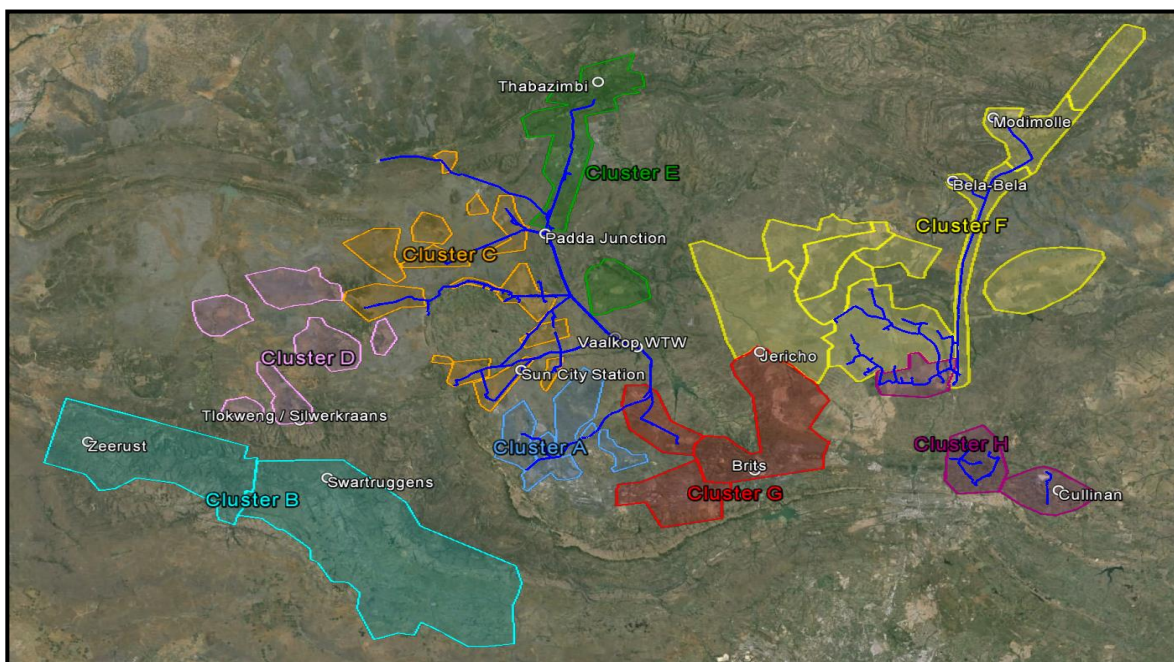 Thabazimbi
Modimolle
Cluster E
Bela-Bela
Cluster F
Padda Junction
Cluster C
Vaalkop WTW
Jericho
Cluster D
Sun City Station
Tlokweng / Silwerkraans
Zeerust
Cluster A
Cluster H
Brits
Swartruggens
Cluster G
Cullinan
Cluster B